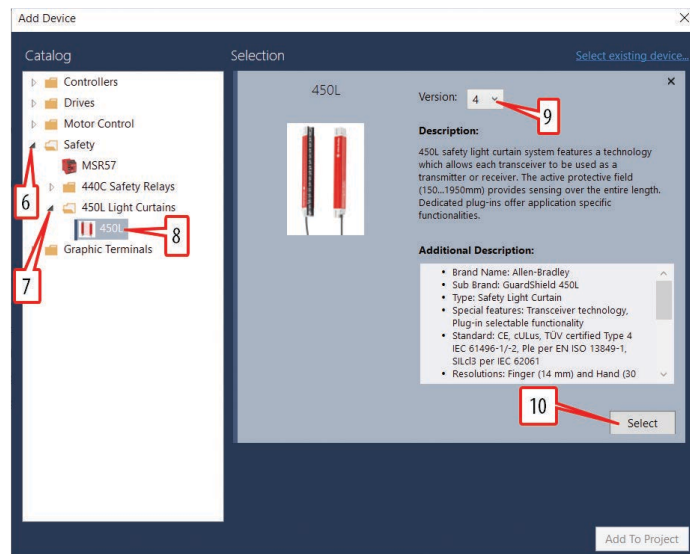 Add Device
Catalog
Selection
Select existing device...
Controllers
Drives
Motor Control
Safety
MSR57
440C Safety Relays
450L Light Curtains
450L
Graphic Terminals
6
7
8
450L
Version: 4
9
Description:
450L safety light curtain system features a technology
which allows each transceiver to be used as a
transmitter or receiver. The active protective field
(150...1950mm) provides sensing over the entire length.
Dedicated plug-ins offer application specific
functionalities.
Additional Description:
• Brand Name: Allen-Bradley
• Sub Brand: GuardShield 450L
• Type: Safety Light Curtain
• Special features: Transceiver technology,
Plug-in selectable functionality
• Standard: CE, cULus, TÜV certified Type 4
IEC 61496-1/-2, Ple per EN ISO 13849-1,
SILcl3 per IEC 62061
• Resolutions: Finger (14 mm) and Hand (30
10
Select
Add To Project